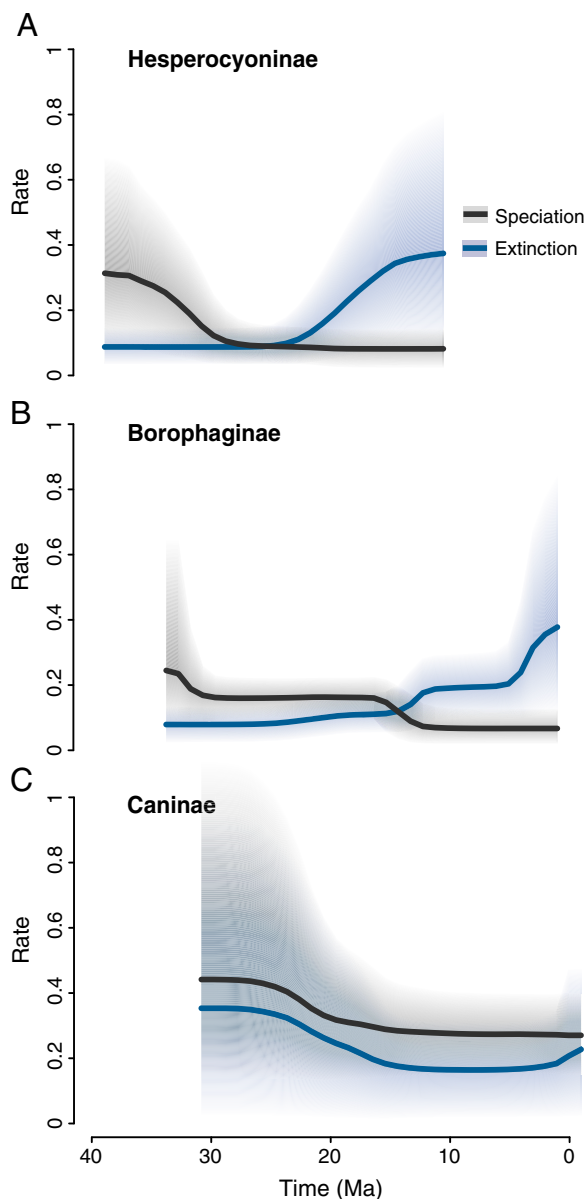 A
Hesperocyoninae
Rate
0
0.2
0.4
0.6
0.8
1
Speciation
Extinction
B
Borophaginae
Rate
0
0.2
0.4
0.6
0.8
1
C
Caninae
Rate
0
0.2
0.4
0.6
0.8
1
40 30 20 10 0
Time (Ma)